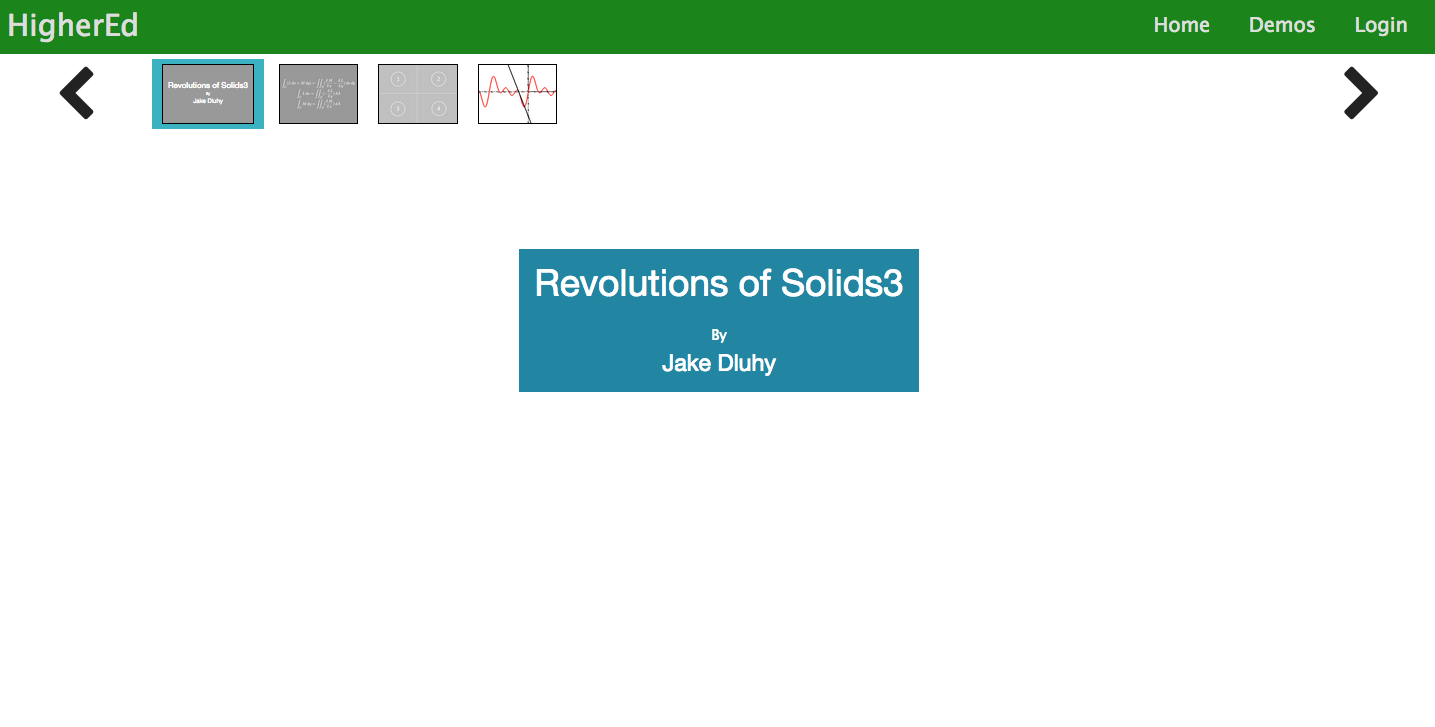 HigherEd
Home Demos Login
Revolutions of Solids3
By
Jake Dluhy
1 2
3 4
Revolutions of Solids3
By
Jake Dluhy